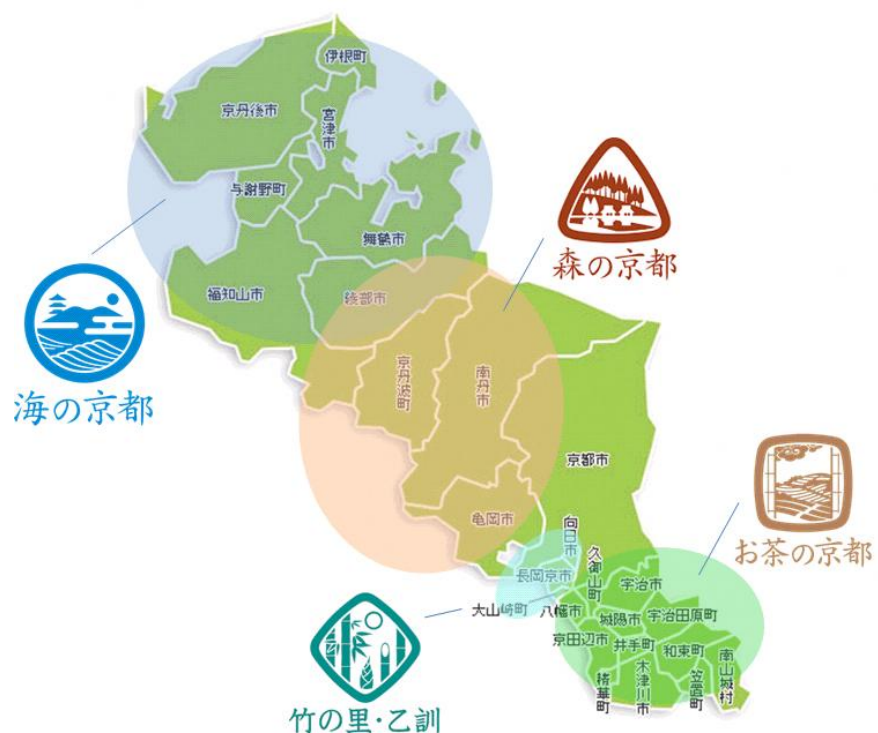 伊根町
京丹後市
宮津市
与謝野町
舞鶴市
福知山市
綾部市
海の京都
森の京都
京丹波町
南丹市
京都市
亀岡市
向日市
長岡京市
大山崎町
竹の里・乙訓
お茶の京都
久御山町
宇治市
八幡市
城陽市
宇治田原町
京田辺市
井手町
和東町
精華町
木津川市
笠置町
南山城村